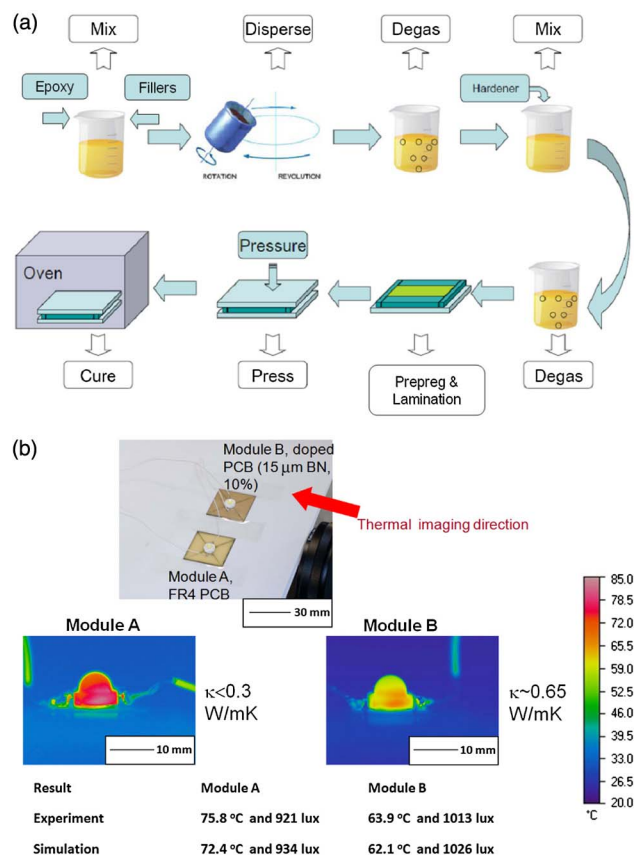 (a)
Mix
Disperse
Degas
Mix
Epoxy
Fillers
Hardener
ROTATION
REVOLUTION
Oven
Pressure
Cure
Press
Prepreg &
Lamination
Degas
(b)
Module B, doped
PCB (15 μm BN,
10%)
Thermal imaging direction
Module A,
FR4 PCB
30 mm
Module A
Module B
κ<0.3
W/mK
κ~0.65
W/mK
10 mm
10 mm
85.0
78.5
72.0
65.5
59.0
52.5
45.5
39.0
33.0
26.5
20.0
°C
Result Module A Module B
Experiment 75.8 °C and 921 lux 63.9 °C and 1013 lux
Simulation 72.4 °C and 934 lux 62.1 °C and 1026 lux